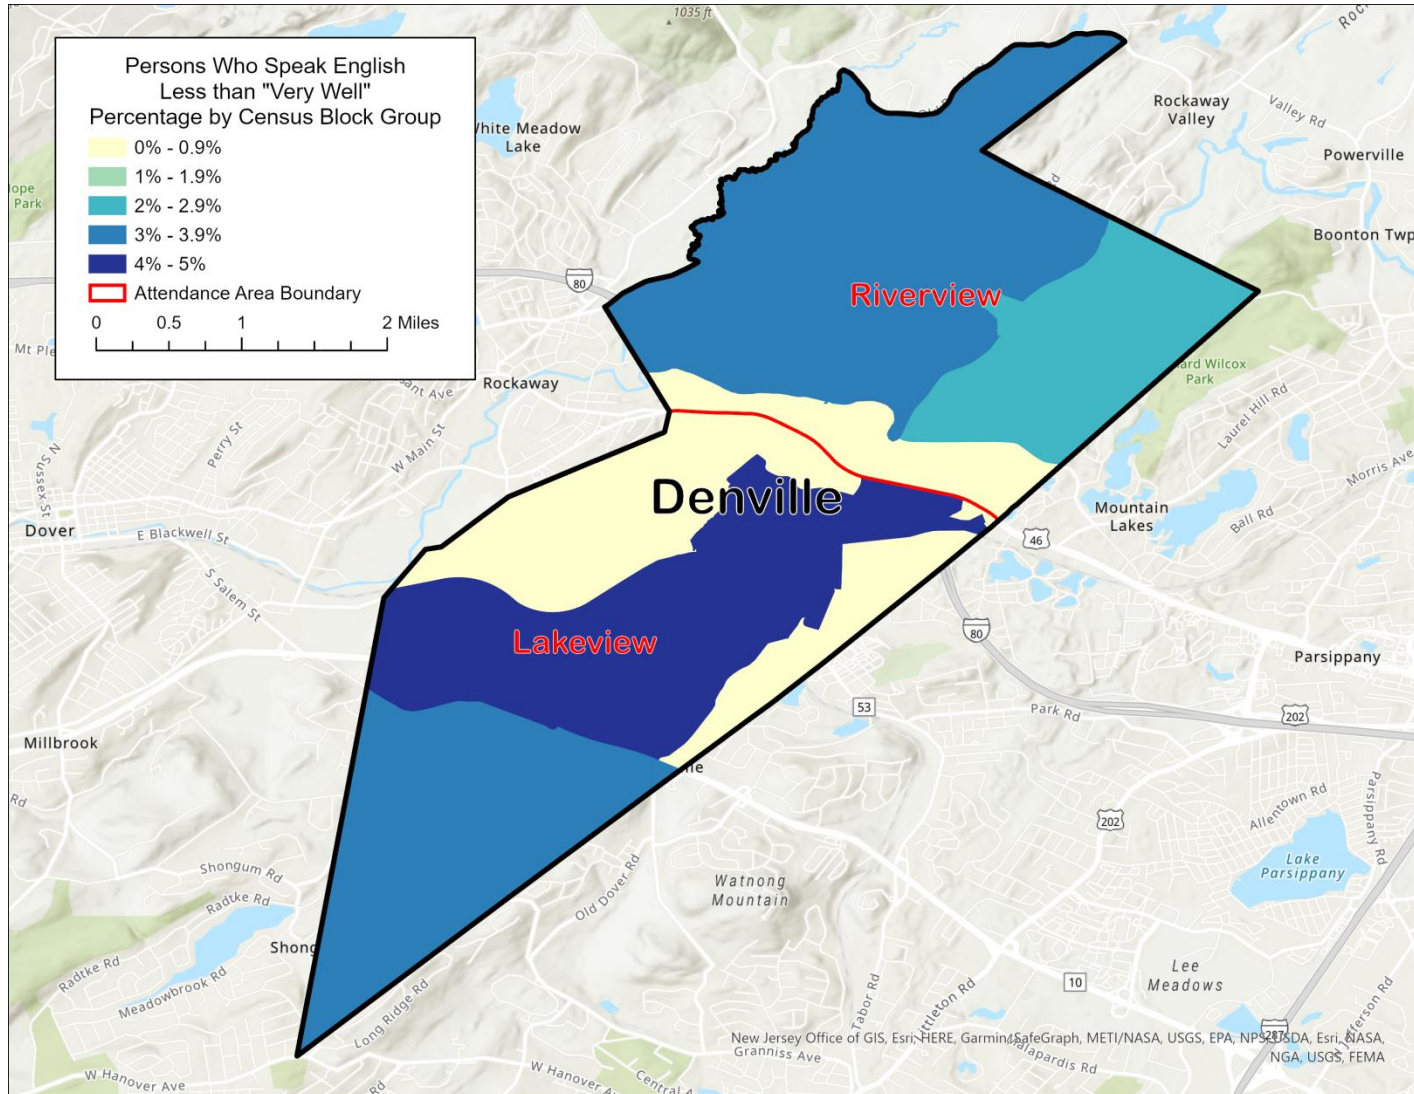 Persons Who Speak English
Less than "Very Well"
Percentage by Census Block Group
0% - 0.9%
1% - 1.9%
2% - 2.9%
3% - 3.9%
4% - 5%
Attendance Area Boundary
0 0.5 1 2 Miles
1035 ft
White Meadow
Lake
Rockaway
Valley
Valley Rd
Powerville
Park
Boonton Twp
80
Riverview
Park
Laurel Hill Rd
Rockaway
W Main St
Perry St
N Sussex St
Morris Ave
Denville
Mountain
Lakes
Ball Rd
Dover
E Blackwell St
46
S Salem St
80
Lakeview
Parsippany
53
Park Rd
202
Millbrook
Rd
202
Allentown Rd
Parsippany Rd
Shongum Rd
Radtke Rd
Old Dover Rd
Watnong
Mountain
Lake
Parsippany
Radtke Rd
Meadowbrook Rd
Long Ridge Rd
Tabor Rd
10
Lee
Meadows
287
New Jersey Office of GIS, Esri, HERE, Garmin, SafeGraph, METI/NASA, USGS, EPA, NPS, USDA, Esri, NASA,
NGA, USGS, FEMA
Granniss Ave
W Hanover Ave
W Hanover Ave
Rd